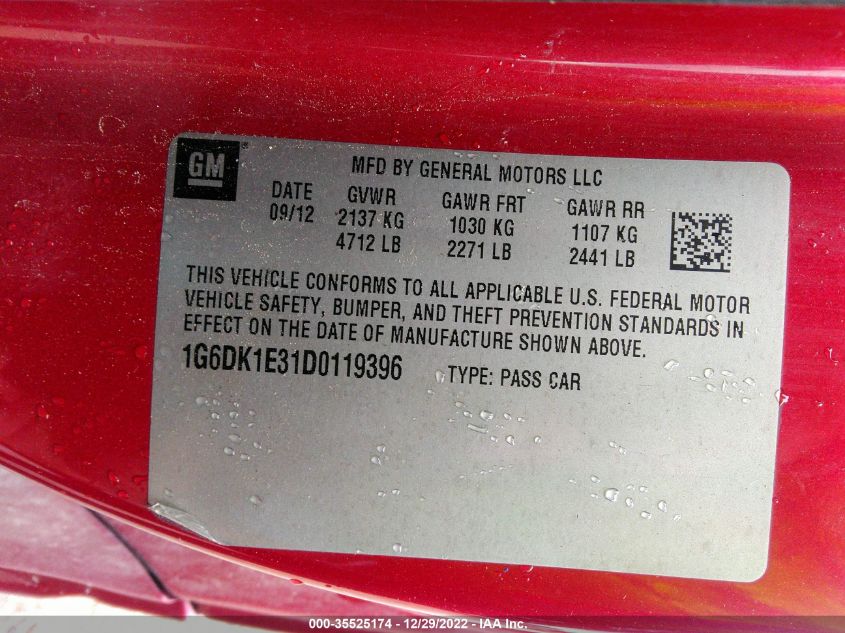 GM
MFD BY GENERAL MOTORS LLC
DATE GVWR GAWR FRT GAWR RR
09/12 2137 KG 1030 KG 1107 KG
4712 LB 2271 LB 2441 LB
THIS VEHICLE CONFORMS TO ALL APPLICABLE U.S. FEDERAL MOTOR
VEHICLE SAFETY, BUMPER, AND THEFT PREVENTION STANDARDS IN
EFFECT ON THE DATE OF MANUFACTURE SHOWN ABOVE.
1G6DK1E31D0119396 TYPE: PASS CAR
000-35525174 - 12/29/2022 - IAA Inc.